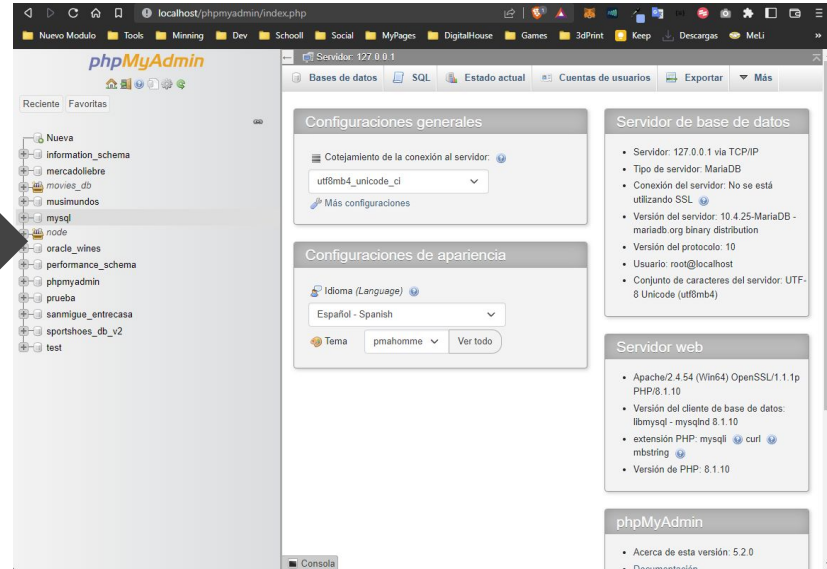 localhost/phpmyadmin/index.php
Nuevo Modulo Tools Minning Dev Schooll Social MyPages DigitalHouse Games 3dPrint Keep Descargas MeLi »
phpMyAdmin
Reciente Favoritas
Nueva
information_schema
mercadoliebre
movies_db
musimundos
mysql
node
oracle_wines
performance_schema
phpmyadmin
prueba
sanmigue_entrecasa
sportshoes_db_v2
test
Servidor: 127.0.0.1
Bases de datos SQL Estado actual Cuentas de usuarios Exportar Más
Configuraciones generales
Cotejamiento de la conexión al servidor:
utf8mb4_unicode_ci
Más configuraciones
Configuraciones de apariencia
Idioma (Language)
Español - Spanish
Tema pmahomme Ver todo
Servidor de base de datos
• Servidor: 127.0.0.1 via TCP/IP
• Tipo de servidor: MariaDB
• Conexión del servidor: No se está
utilizando SSL
• Versión del servidor: 10.4.25-MariaDB -
mariadb.org binary distribution
• Versión del protocolo: 10
• Usuario: root@localhost
• Conjunto de caracteres del servidor: UTF-
8 Unicode (utf8mb4)
Servidor web
• Apache/2.4.54 (Win64) OpenSSL/1.1.1p
PHP/8.1.10
• Versión del cliente de base de datos:
libmysql - mysqlnd 8.1.10
• extensión PHP: mysqli curl
mbstring
• Versión de PHP: 8.1.10
phpMyAdmin
• Acerca de esta versión: 5.2.0
• Documentación
Consola